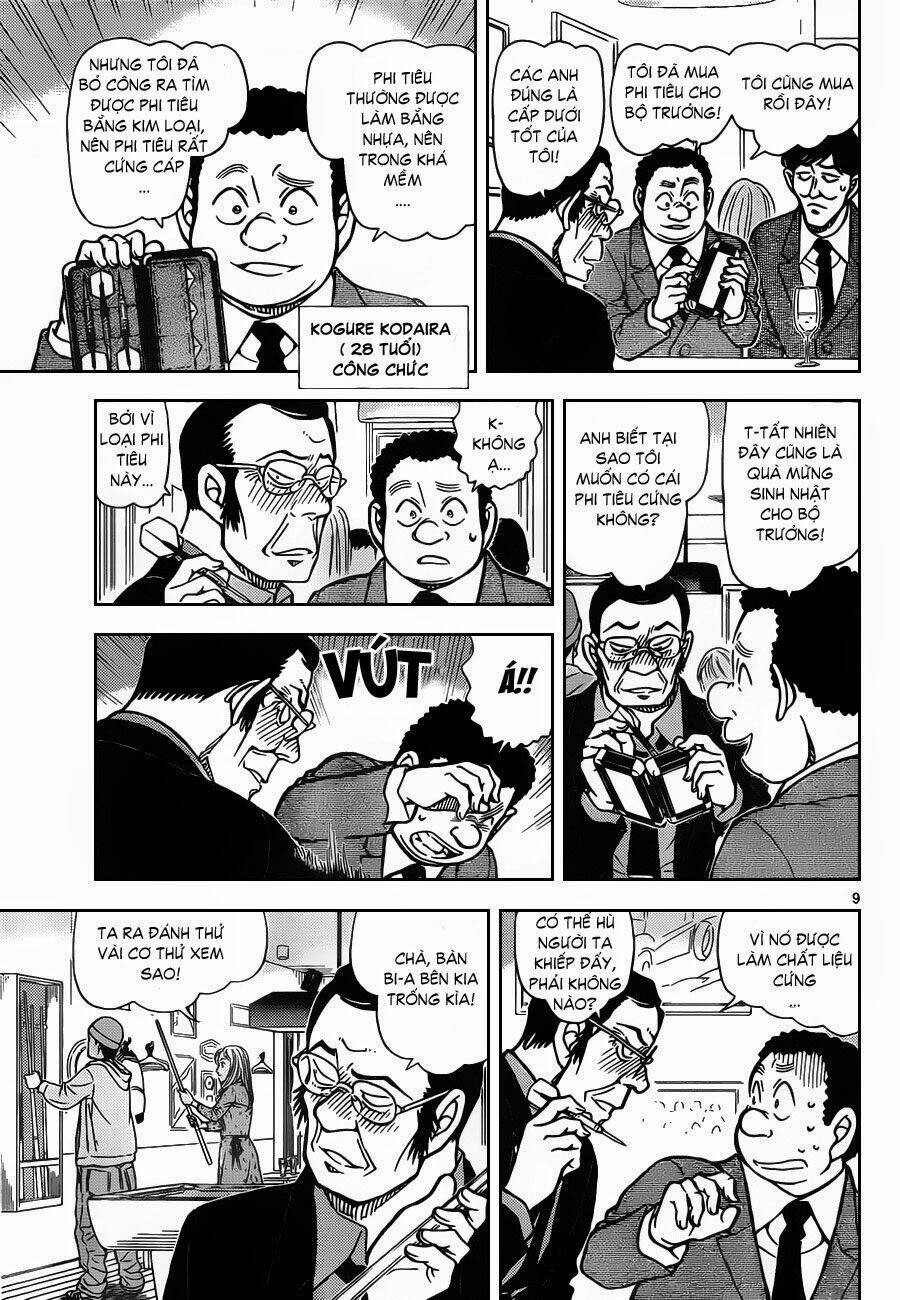 TÔI CŨNG MUA
RỒI ĐÂY!
TÔI ĐÃ MUA
PHI TIÊU CHO
BỘ TRƯỞNG!
CÁC ANH
ĐÚNG LÀ
CẤP DƯỚI
TỐT CỦA
TÔI!
PHI TIÊU
THƯỜNG ĐƯỢC
LÀM BẰNG
NHỰA, NÊN
TRONG KHÁ
MỀM
....
NHƯNG TÔI ĐÃ
BỎ CÔNG RA TÌM
ĐƯỢC PHI TIÊU
BẰNG KIM LOẠI,
NÊN PHI TIÊU RẤT
CỨNG CÁP
...
KOGURE KODAIRA
( 28 TUỔI)
CÔNG CHỨC
T-TẤT NHIÊN
ĐÂY CŨNG LÀ
QUÀ MỪNG
SINH NHẬT
CHO BỘ
TRƯỞNG!
ANH BIẾT TẠI
SAO TÔI
MUỐN CÓ CÁI
PHI TIÊU CỨNG
KHÔNG?
K-
KHÔNG
Ạ...
BỞI VÌ
LOẠI PHI
TIÊU
NÀY...
Á!!
VÚT
9
VÌ NÓ ĐƯỢC
LÀM CHẤT LIỆU
CỨNG
...
CÓ THỂ HÙ
NGƯỜI TA
KHIẾP ĐẤY,
PHẢI KHÔNG
NÀO?
CHÀ, BÀN
BI-A BÊN KIA
TRỐNG KÌA!
TA RA ĐÁNH THỬ
VÀI CƠ THỬ XEM
SAO!